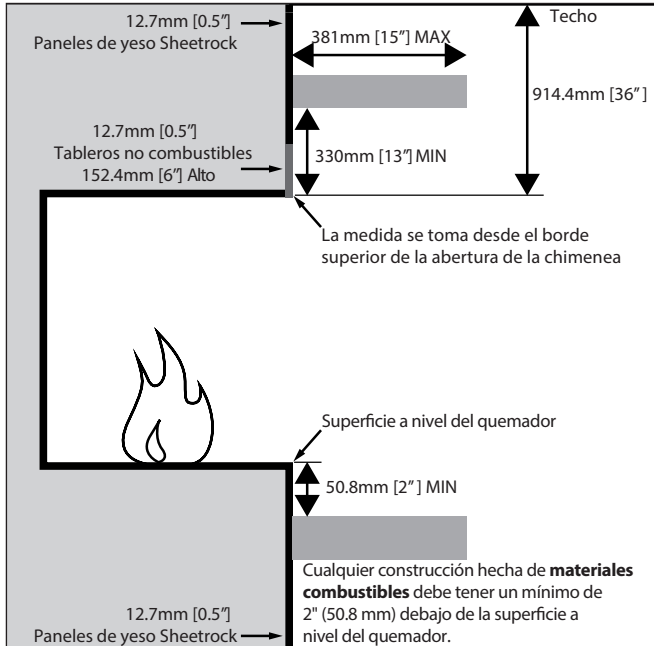 12.7mm [0.5”]
Paneles de yeso Sheetrock
Techo
381mm [15”] MAX
914.4mm [36”]
12.7mm [0.5”]
Tableros no combustibles
152.4mm [6”] Alto
330mm [13”] MIN
La medida se toma desde el borde
superior de la abertura de la chimenea
Superficie a nivel del quemador
50.8mm [2”] MIN
Cualquier construcción hecha de materiales
combustibles debe tener un mínimo de
2" (50.8 mm) debajo de la superficie a
nivel del quemador.
12.7mm [0.5”]
Paneles de yeso Sheetrock